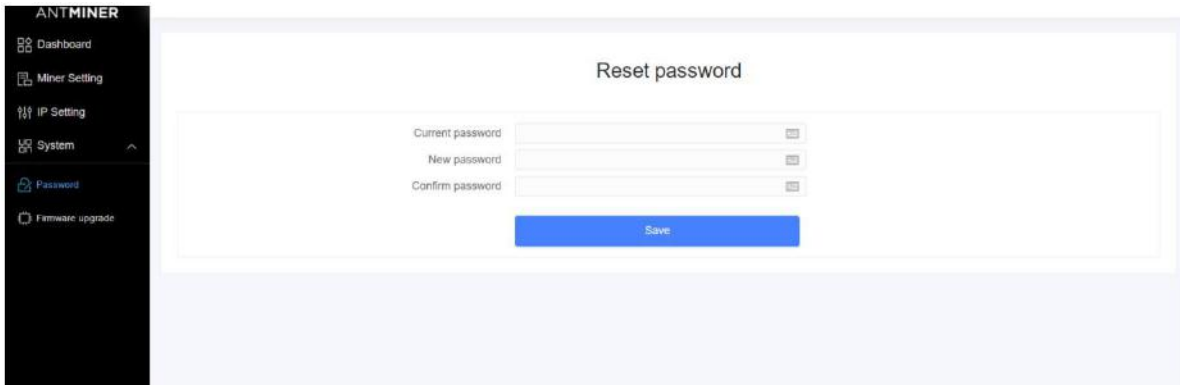 ANTMINER
Dashboard
Miner Setting
IP Setting
System
Password
Firmware upgrade
Reset password
Current password
New password
Confirm password
Save